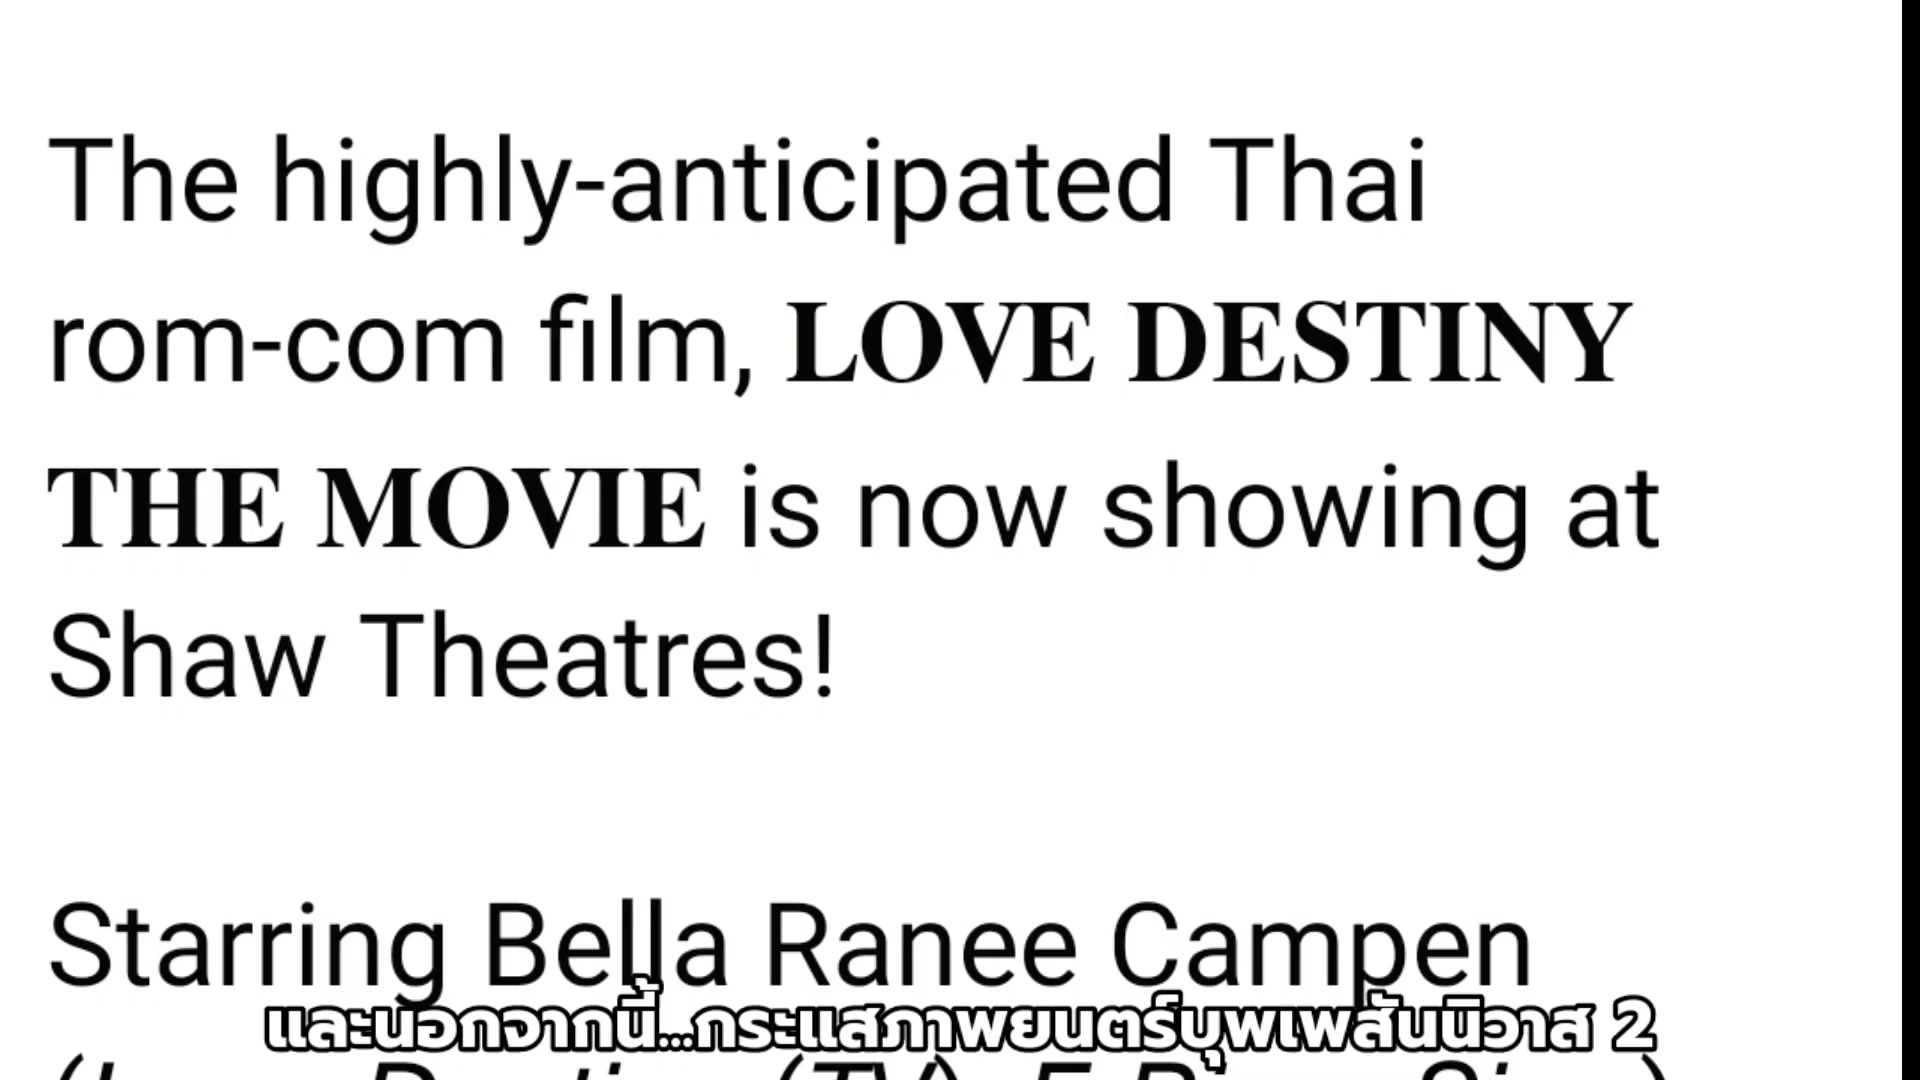 The highly-anticipated Thai
rom-com film, LOVE DESTINY
THE MOVIE is now showing at
Shaw Theatres!
Starring Bella Ranee Campen
และนอกจากนี้...กระแสภาพยนตร์บุพเพสันนิวาส 2